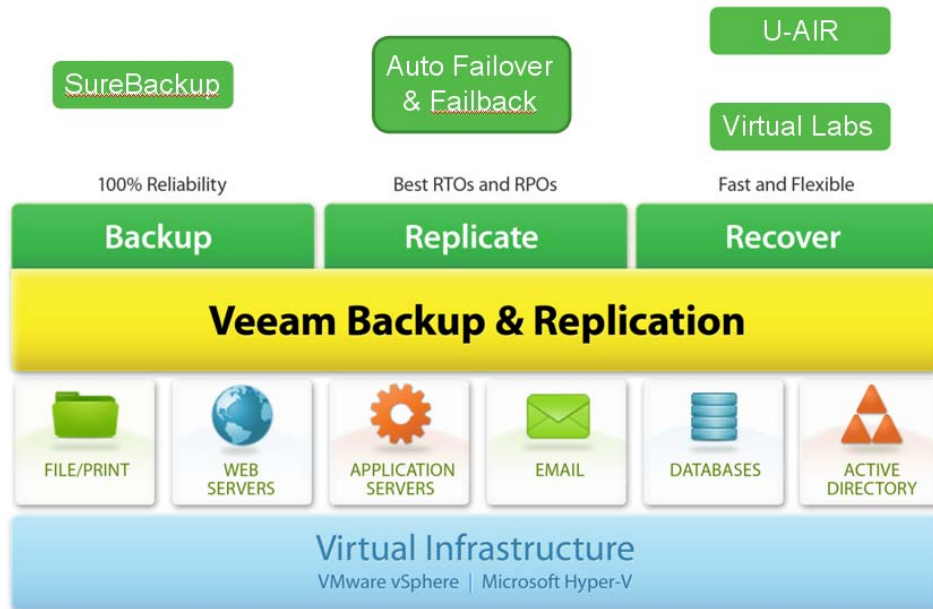 U-AIR
SureBackup
Auto Failover
& Failback
Virtual Labs
100% Reliability
Best RTOs and RPOs
Fast and Flexible
Backup
Replicate
Recover
Veeam Backup & Replication
FILE/PRINT
WEB
SERVERS
APPLICATION
SERVERS
EMAIL
DATABASES
ACTIVE
DIRECTORY
Virtual Infrastructure
VMware vSphere | Microsoft Hyper-V